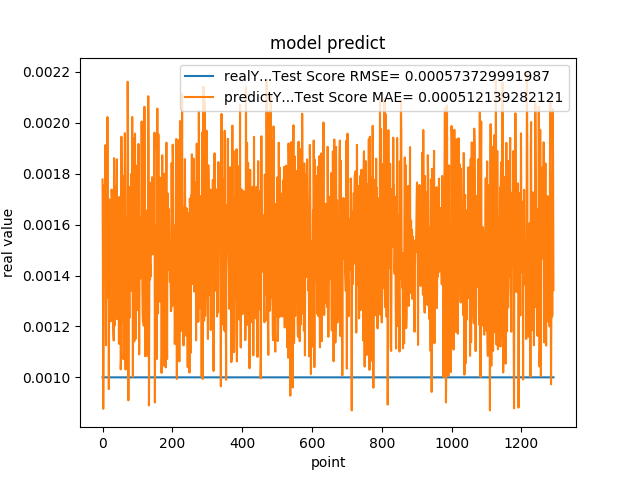 model predict
realY...Test Score RMSE= 0.000573729991987
predictY...Test Score MAE= 0.000512139282121
0.0022
0.0020
0.0018
0.0016
0.0014
0.0012
0.0010
real value
0 200 400 600 800 1000 1200
point